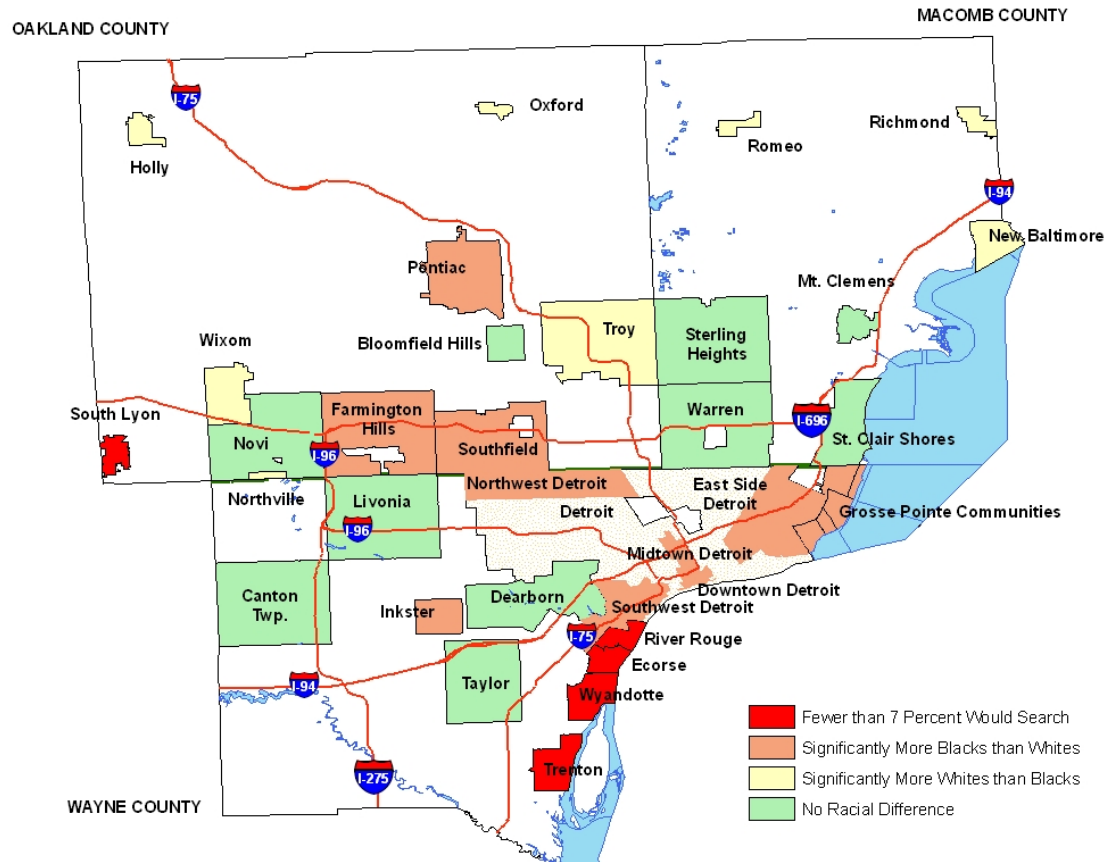 MACOMB COUNTY
OAKLAND COUNTY
I-75
Oxford
Richmond
Holly
Romeo
I-94
New Baltimore
Pontiac
Mt. Clemens
Wixom
Bloomfield Hills
Troy
Sterling
Heights
South Lyon
Farmington
Hills
Warren
I-696
Novi
I-96
Southfield
St. Clair Shores
Northville
Livonia
Northwest Detroit
East Side
Detroit
Detroit
Grosse Pointe Communities
I-96
Midtown Detroit
Canton
Twp.
Inkster
Dearborn
Downtown Detroit
Southwest Detroit
I-75
River Rouge
Ecorse
I-94
Taylor
Wyandotte
Trenton
I-275
WAYNE COUNTY
Fewer than 7 Percent Would Search
Significantly More Blacks than Whites
Significantly More Whites than Blacks
No Racial Difference